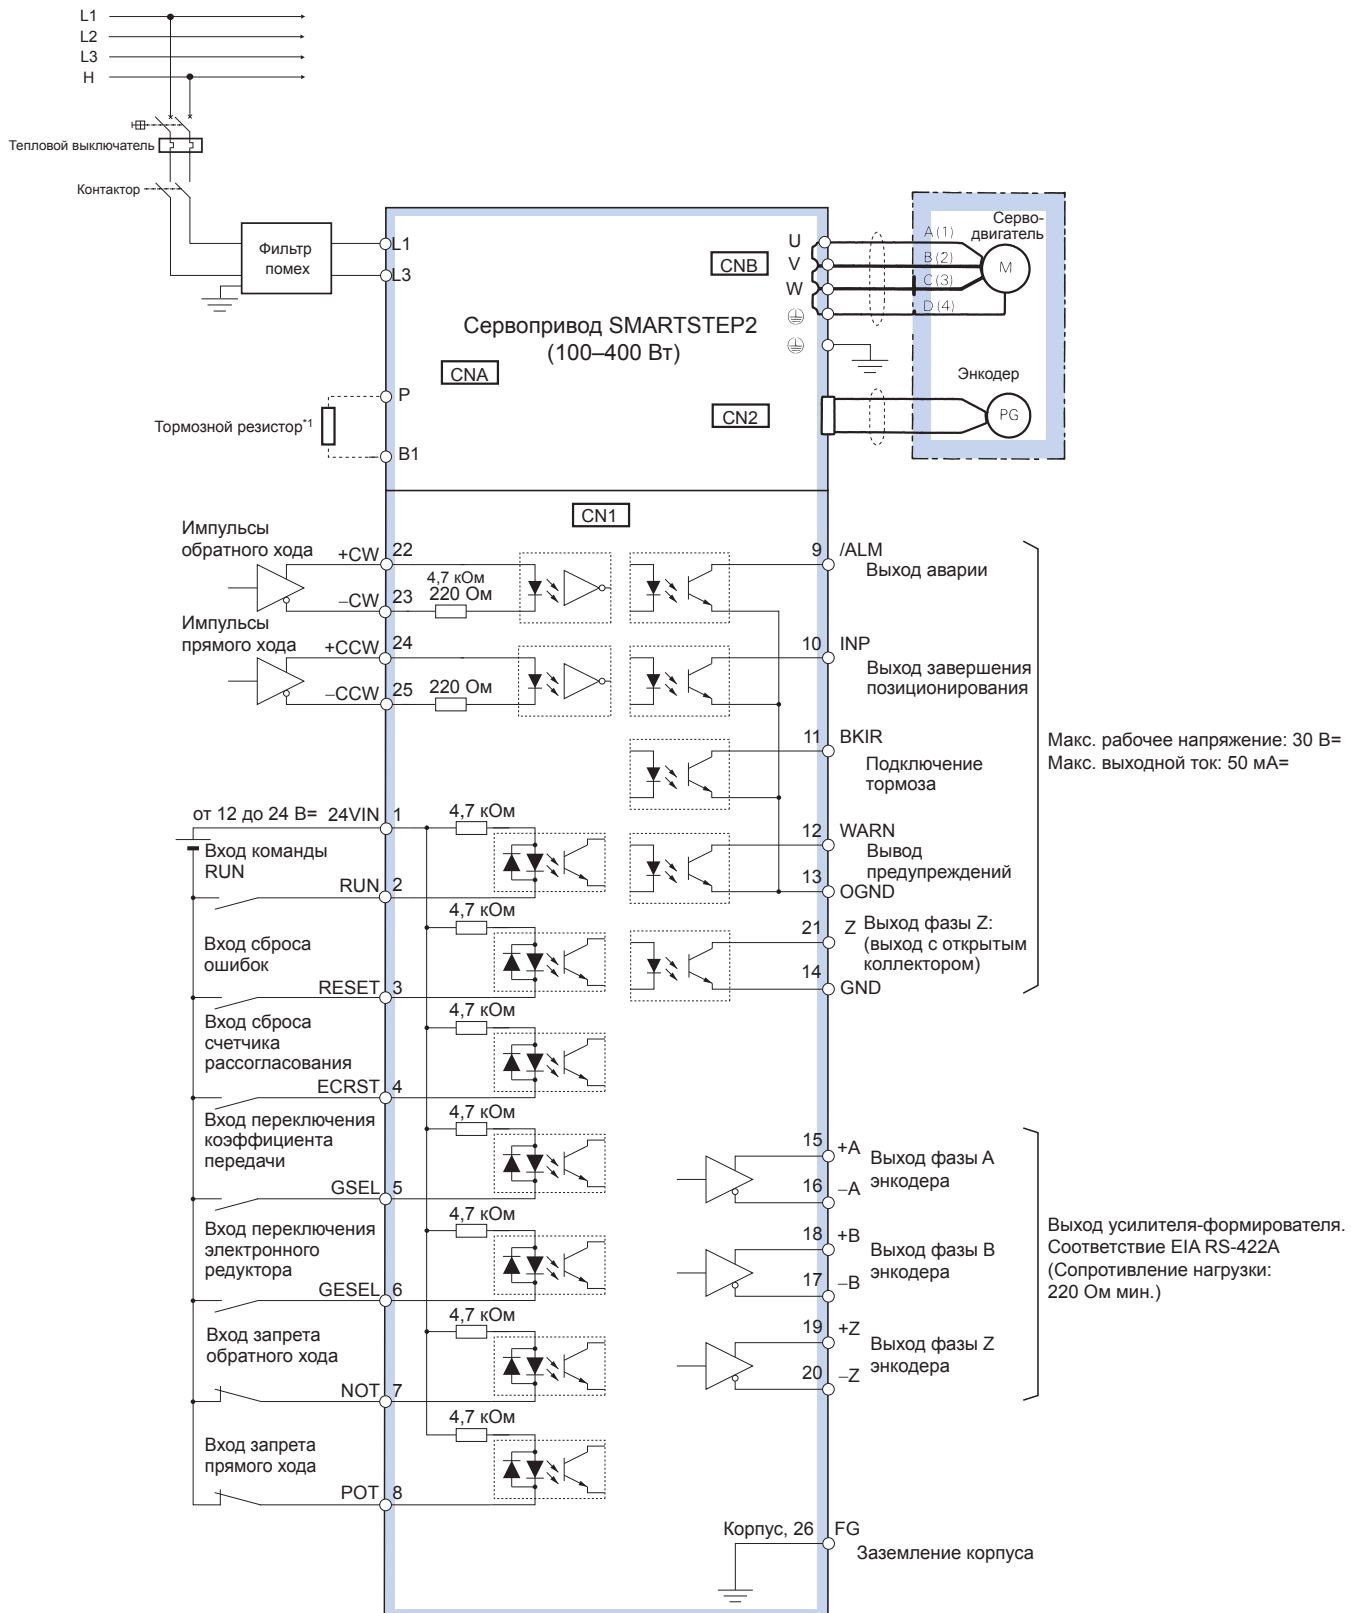 L1
L2
L3
Н
Тепловой выключатель
Контактор
Фильтр
помех
L1
L3
CNB
U
V
W
A (1)
B (2)
C (3)
D (4)
Серво-
двигатель
M
Сервопривод SMARTSTEP2
(100–400 Вт)
CNA
CN2
Энкодер
PG
P
Тормозной резистор*1
B1
CN1
Импульсы
обратного хода
+CW 22
4,7 кОм
–CW 23 220 Ом
Импульсы
прямого хода
+CCW 24
–CCW 25 220 Ом
9 /ALM
Выход аварии
10 INP
Выход завершения
позиционирования
11 BKIR
Подключение
тормоза
12 WARN
Вывод
предупреждений
13 OGND
21 Z Выход фазы Z:
(выход с открытым
коллектором)
14 GND
Макс. рабочее напряжение: 30 В=
Макс. выходной ток: 50 мА=
от 12 до 24 В= 24VIN 1 4,7 кОм
Вход команды
RUN
RUN 2
4,7 кОм
Вход сброса
ошибок
RESET 3
4,7 кОм
Вход сброса
счетчика
рассогласования
ECRST 4
4,7 кОм
Вход переключения
коэффициента
передачи
GSEL 5
4,7 кОм
Вход переключения
электронного
редуктора
GESEL 6
4,7 кОм
Вход запрета
обратного хода
NOT 7
4,7 кОм
Вход запрета
прямого хода
POT 8
15 +A
Выход фазы A
энкодера
16 –A
18 +B
Выход фазы B
энкодера
17 –B
19 +Z
Выход фазы Z
энкодера
20 –Z
Выход усилителя-формирователя.
Соответствие EIA RS-422A
(Сопротивление нагрузки:
220 Ом мин.)
Корпус, 26 FG
Заземление корпуса